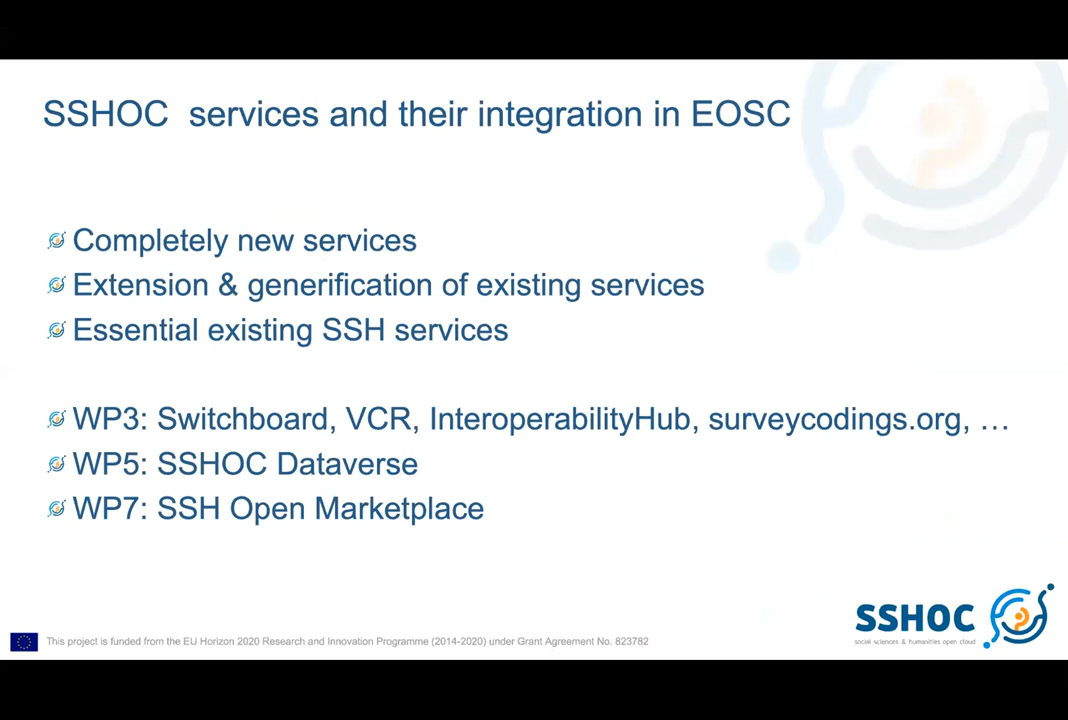 SSHOC  services and their integration in EOSC
Completely new services
Extension & generification of existing services
Essential existing SSH services
WP3: Switchboard, VCR, InteroperabilityHub, surveycodings.org, …
WP5: SSHOC Dataverse
WP7: SSH Open Marketplace
SSHOC
social sciences & humanities open cloud
This project is funded from the EU Horizon 2020 Research and Innovation Programme (2014-2020) under Grant Agreement No. 823782